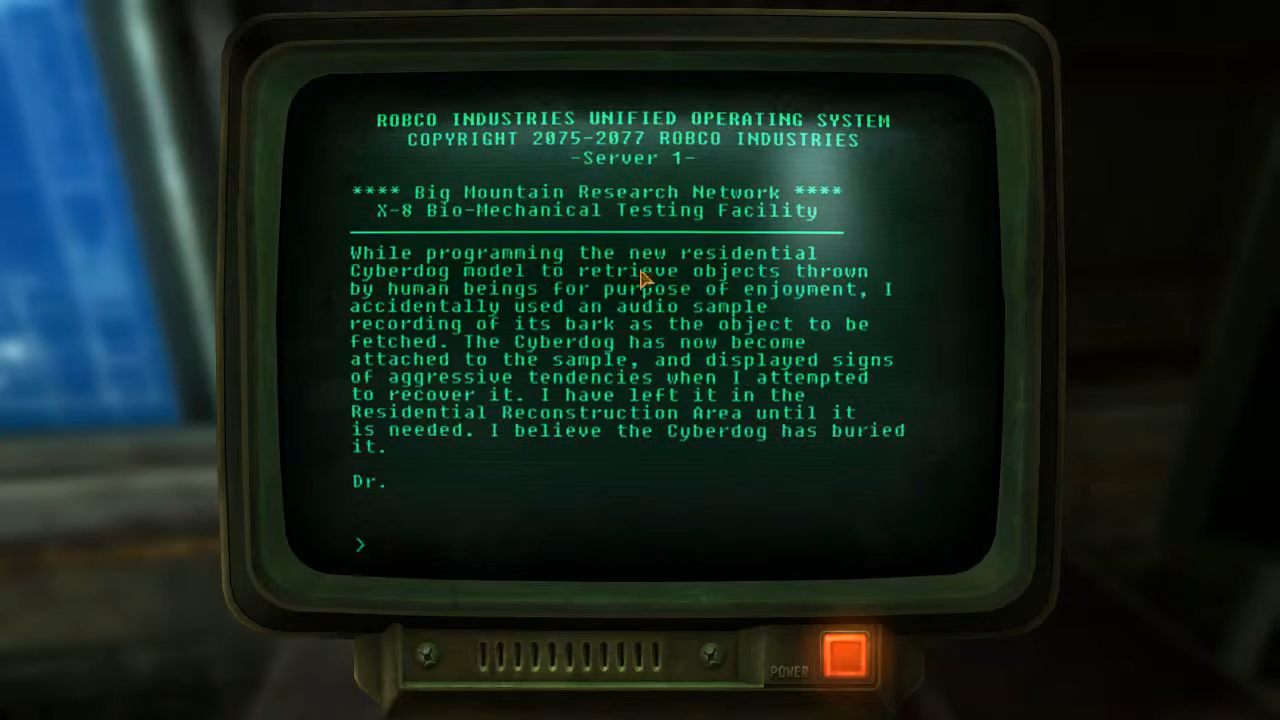 ROBCO INDUSTRIES UNIFIED OPERATING SYSTEM
COPYRIGHT 2075-2077 ROBCO INDUSTRIES
-Server 1-
**** Big Mountain Research Network ****
X-8 Bio-Mechanical Testing Facility
While programming the new residential
Cyberdog model to retrieve objects thrown
by human beings for purpose of enjoyment, I
accidentally used an audio sample
recording of its bark as the object to be
fetched. The Cyberdog has now become
attached to the sample, and displayed signs
of aggressive tendencies when I attempted
to recover it. I have left it in the
Residential Reconstruction Area until it
is needed. I believe the Cyberdog has buried
it.
Dr.
>
POWER